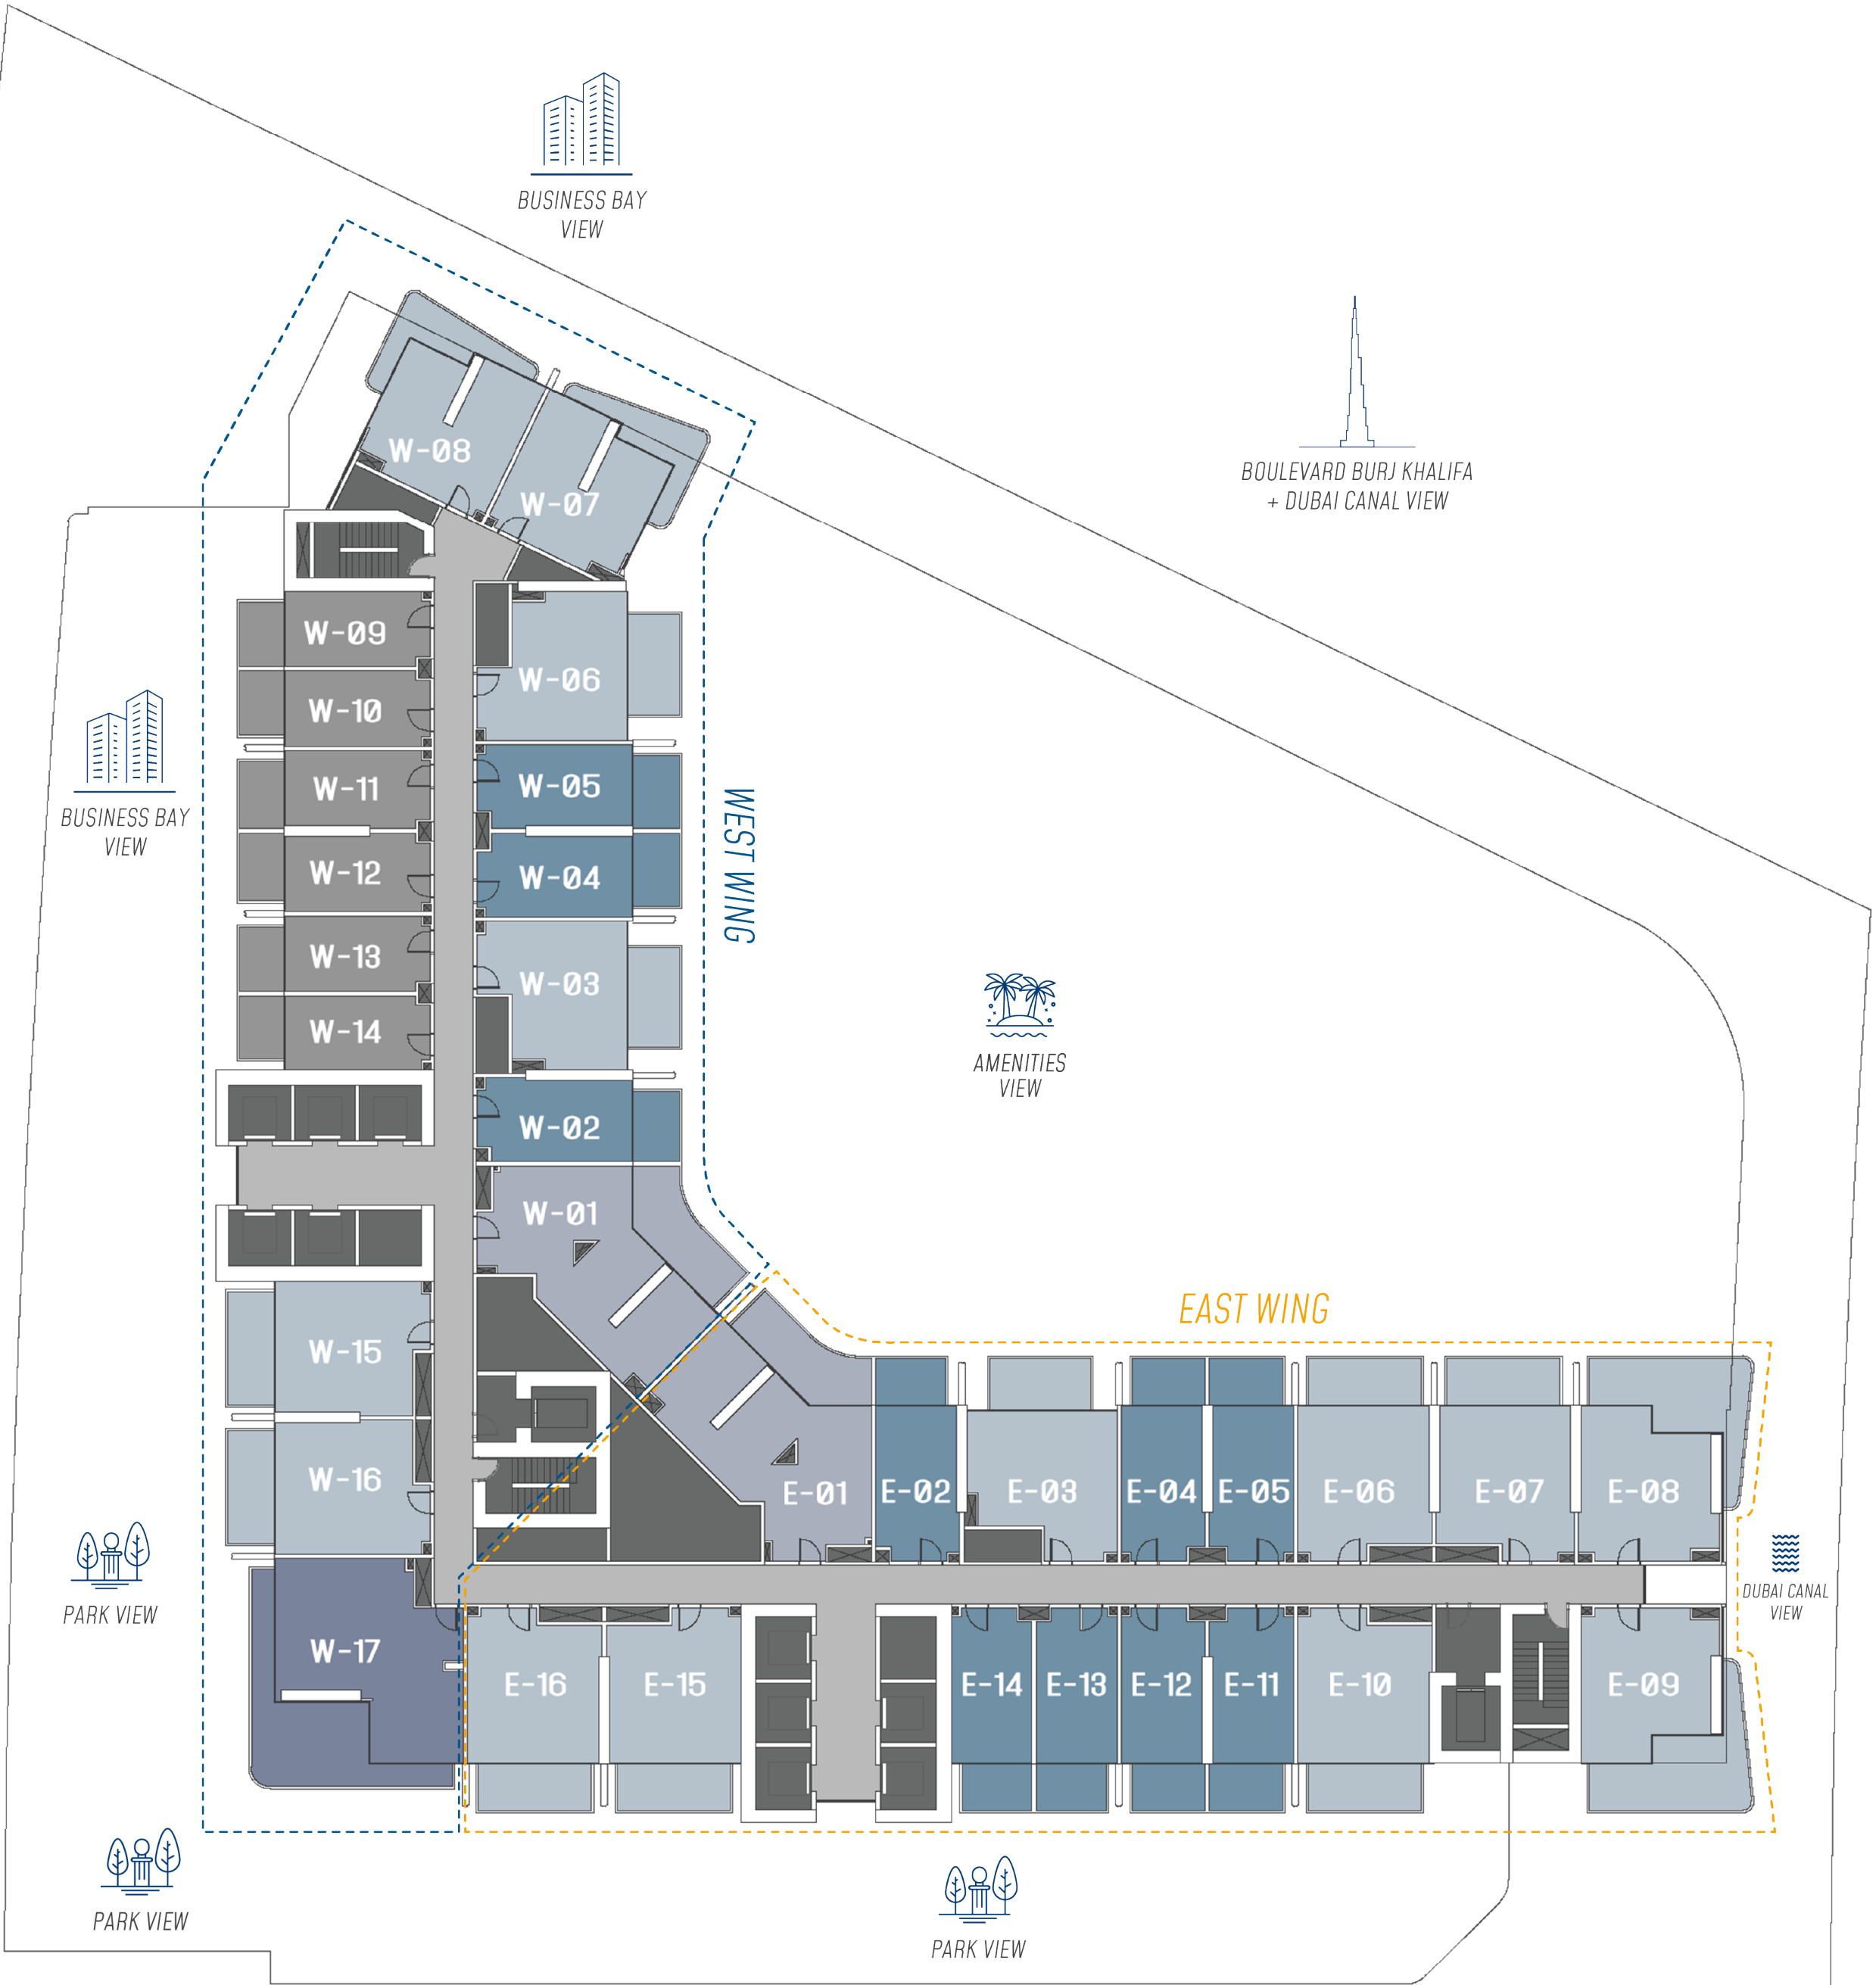 BUSINESS BAY
VIEW
BOULEVARD BURJ KHALIFA
+ DUBAI CANAL VIEW
W-08
W-07
W-09
W-06
W-10
BUSINESS BAY
VIEW
W-11
W-05
W-12
W-04
WEST WING
W-13
W-03
W-14
AMENITIES
VIEW
W-02
W-01
EAST WING
W-15
W-16
E-01
E-02
E-03
E-04
E-05
E-06
E-07
E-08
PARK VIEW
DUBAI CANAL
VIEW
W-17
E-16
E-15
E-14
E-13
E-12
E-11
E-10
E-09
PARK VIEW
PARK VIEW